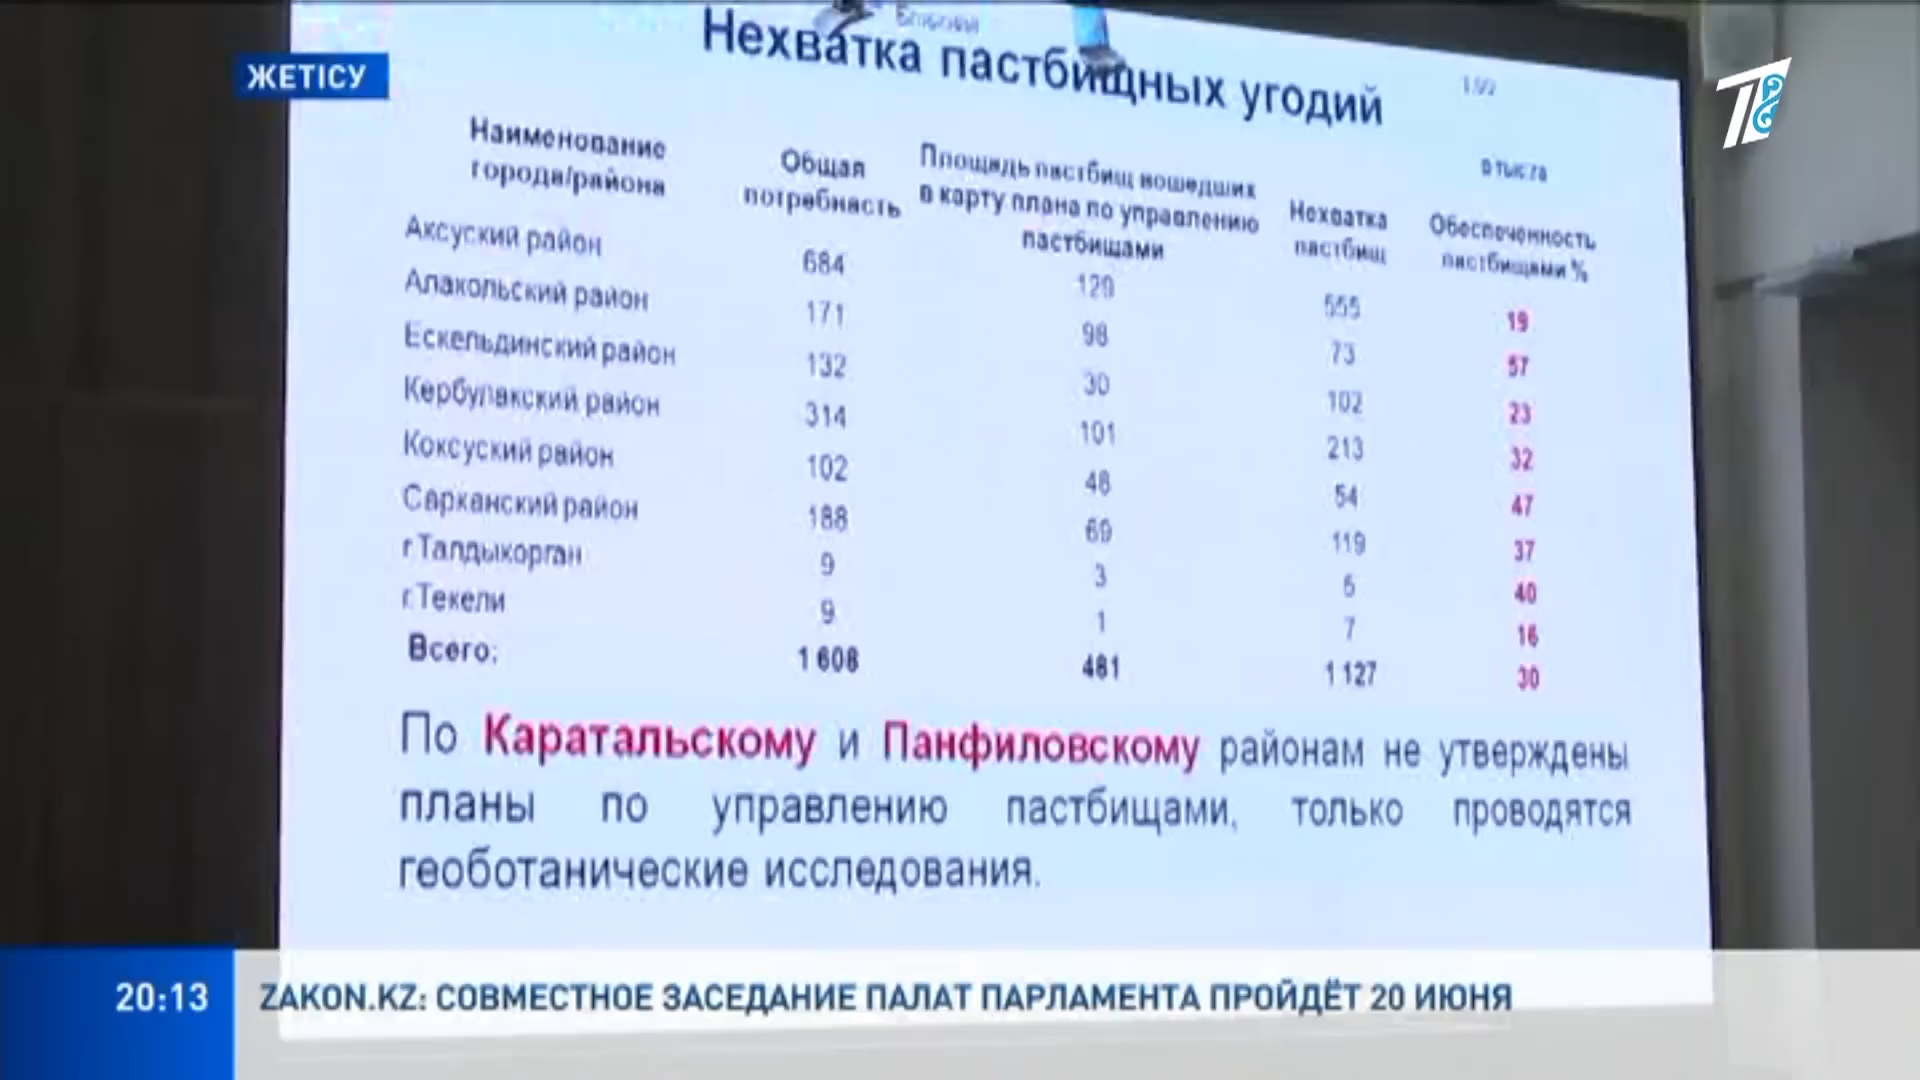 ЖЕТІСУ
Нехватка пастбищных угодий
в тыс га
Наименование города/района | Общая потребность | Площадь пастбищ вошедших в карту плана по управлению пастбищами | Нехватка пастбищ | Обеспеченность пастбищами %
Аксуский район 684 129 555 19
Алакольский район 171 98 73 57
Ескельдинский район 132 30 102 23
Кербулакский район 314 101 213 32
Коксуский район 102 48 54 47
Сарканский район 188 69 119 37
г Талдыкорган 9 3 5 40
г. Текели 9 1 7 16
Всего: 1 608 481 1 127 30
По Каратальскому и Панфиловскому районам не утверждены
планы по управлению пастбищами, только проводятся
геоботанические исследования.
20:13 ZAKON.KZ: СОВМЕСТНОЕ ЗАСЕДАНИЕ ПАЛАТ ПАРЛАМЕНТА ПРОЙДЁТ 20 ИЮНЯ